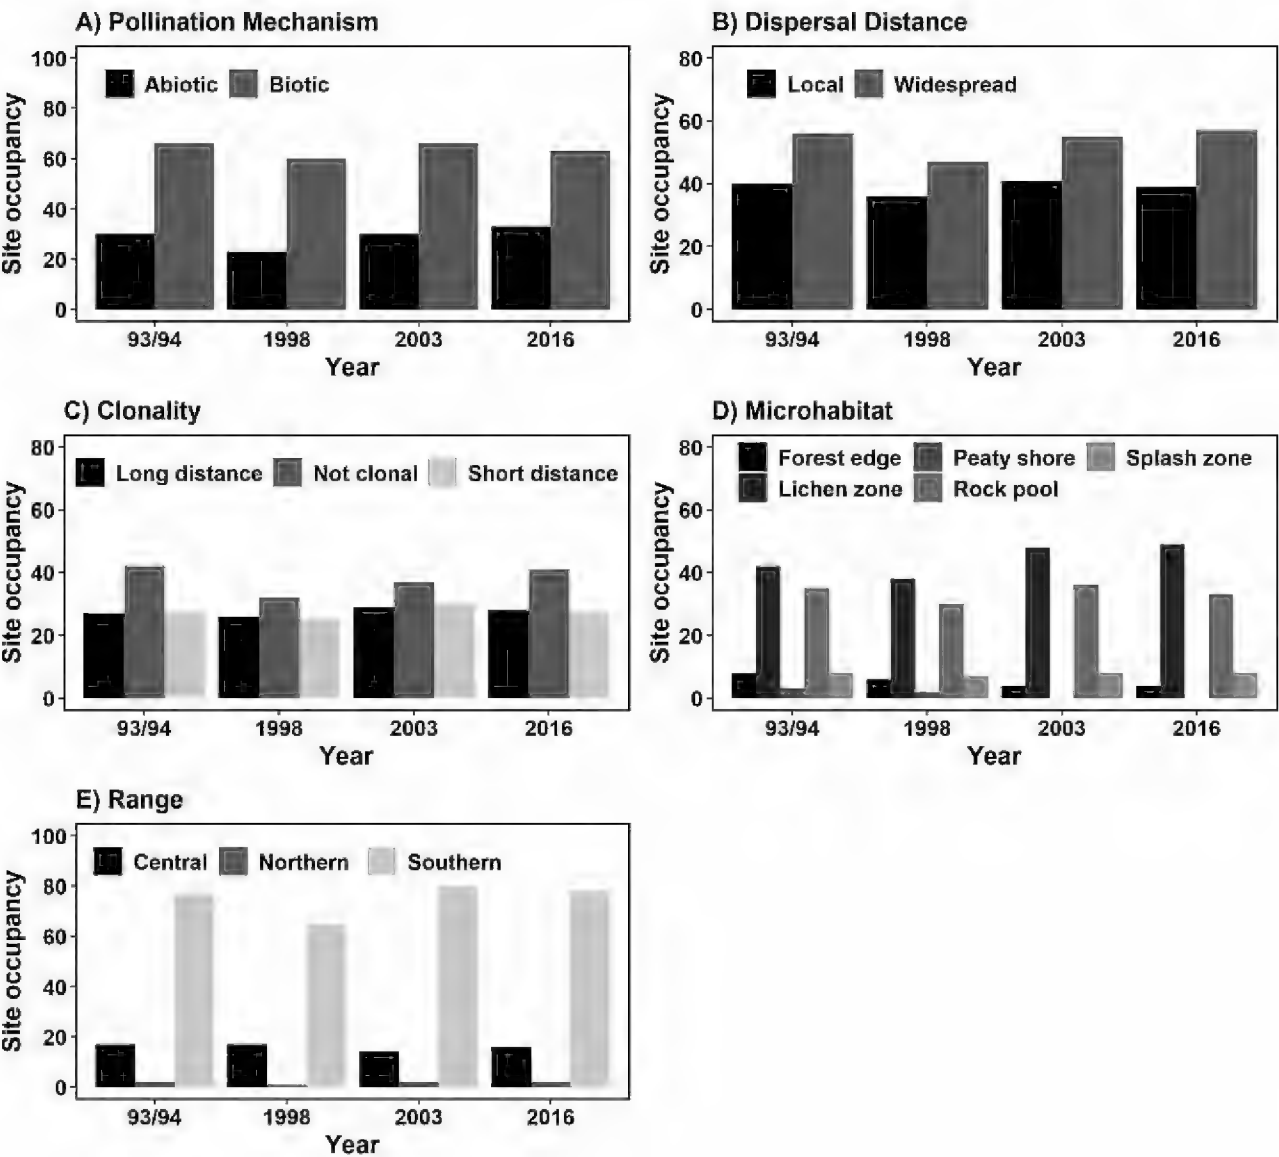 A) Pollination Mechanism
100
80
60
40
20
0
Site occupancy
Abiotic Biotic
93/94 1998 2003 2016
Year
B) Dispersal Distance
80
60
40
20
0
Site occupancy
Local Widespread
93/94 1998 2003 2016
Year
C) Clonality
80
60
40
20
0
Site occupancy
Long distance Not clonal Short distance
93/94 1998 2003 2016
Year
D) Microhabitat
80
60
40
20
0
Site occupancy
Forest edge Peaty shore Splash zone
Lichen zone Rock pool
93/94 1998 2003 2016
Year
E) Range
100
80
60
40
20
0
Site occupancy
Central Northern Southern
93/94 1998 2003 2016
Year